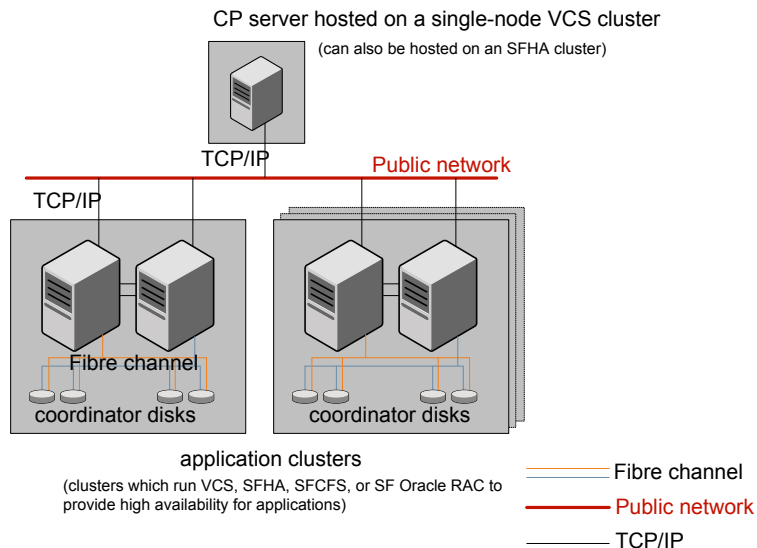 CP server hosted on a single-node VCS cluster
(can also be hosted on an SFHA cluster)
TCP/IP
Public network
TCP/IP
Fibre channel
coordinator disks
coordinator disks
application clusters
(clusters which run VCS, SFHA, SFCFS, or SF Oracle RAC to
provide high availability for applications)
Fibre channel
Public network
TCP/IP